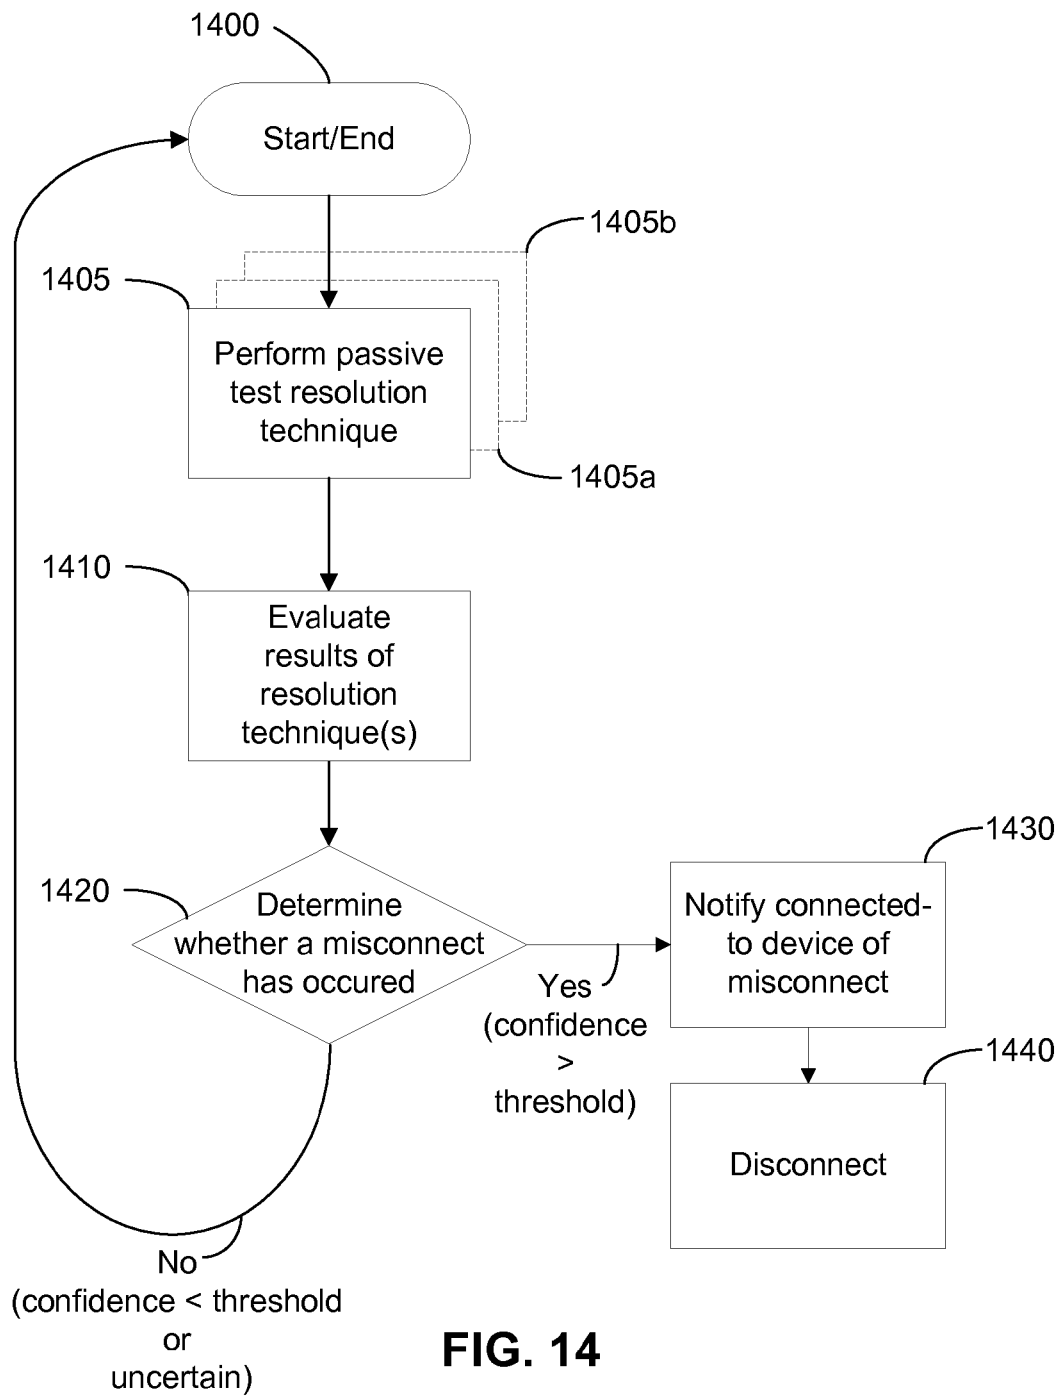 1400
Start/End
1405b
1405
Perform passive
test resolution
technique
1405a
1410
Evaluate
results of
resolution
technique(s)
1420
Determine
whether a misconnect
has occured
Yes
(confidence
>
threshold)
1430
Notify connected-
to device of
misconnect
1440
Disconnect
No
(confidence < threshold
or
uncertain)
FIG. 14